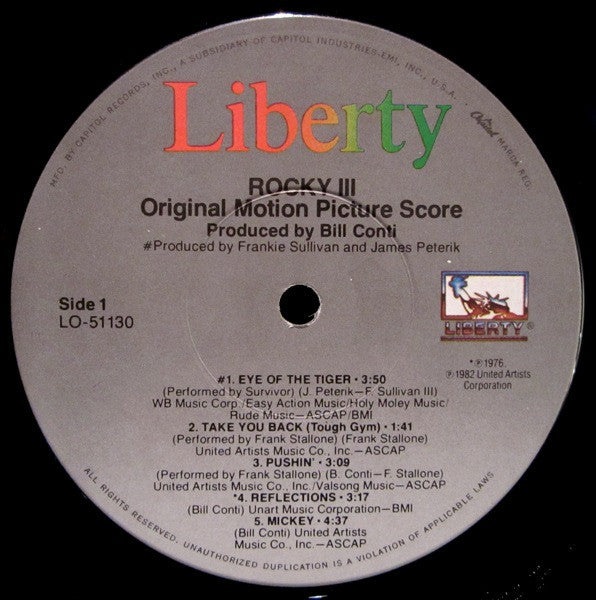 MFD. BY CAPITOL RECORDS, INC., A SUBSIDIARY OF CAPITOL INDUSTRIES-EMI, INC., U.S.A. Capitol MARCA REG.
Liberty
ROCKY III
Original Motion Picture Score
Produced by Bill Conti
#Produced by Frankie Sullivan and James Peterik
Side 1
LO-51130
LIBERTY®
*℗1976,
℗1982 United Artists
Corporation
#1. EYE OF THE TIGER • 3:50
(Performed by Survivor) (J. Peterik—F. Sullivan III)
WB Music Corp./Easy Action Music/Holy Moley Music/
Rude Music—ASCAP/BMI
2. TAKE YOU BACK (Tough Gym) • 1:41
(Performed by Frank Stallone) (Frank Stallone)
United Artists Music Co., Inc.—ASCAP
3. PUSHIN' • 3:09
(Performed by Frank Stallone) (B. Conti—F. Stallone)
United Artists Music Co., Inc./Valsong Music—ASCAP
*4. REFLECTIONS • 3:17
(Bill Conti) Unart Music Corporation—BMI
5. MICKEY • 4:37
(Bill Conti) United Artists
Music Co., Inc.—ASCAP
ALL RIGHTS RESERVED. UNAUTHORIZED DUPLICATION IS A VIOLATION OF APPLICABLE LAWS